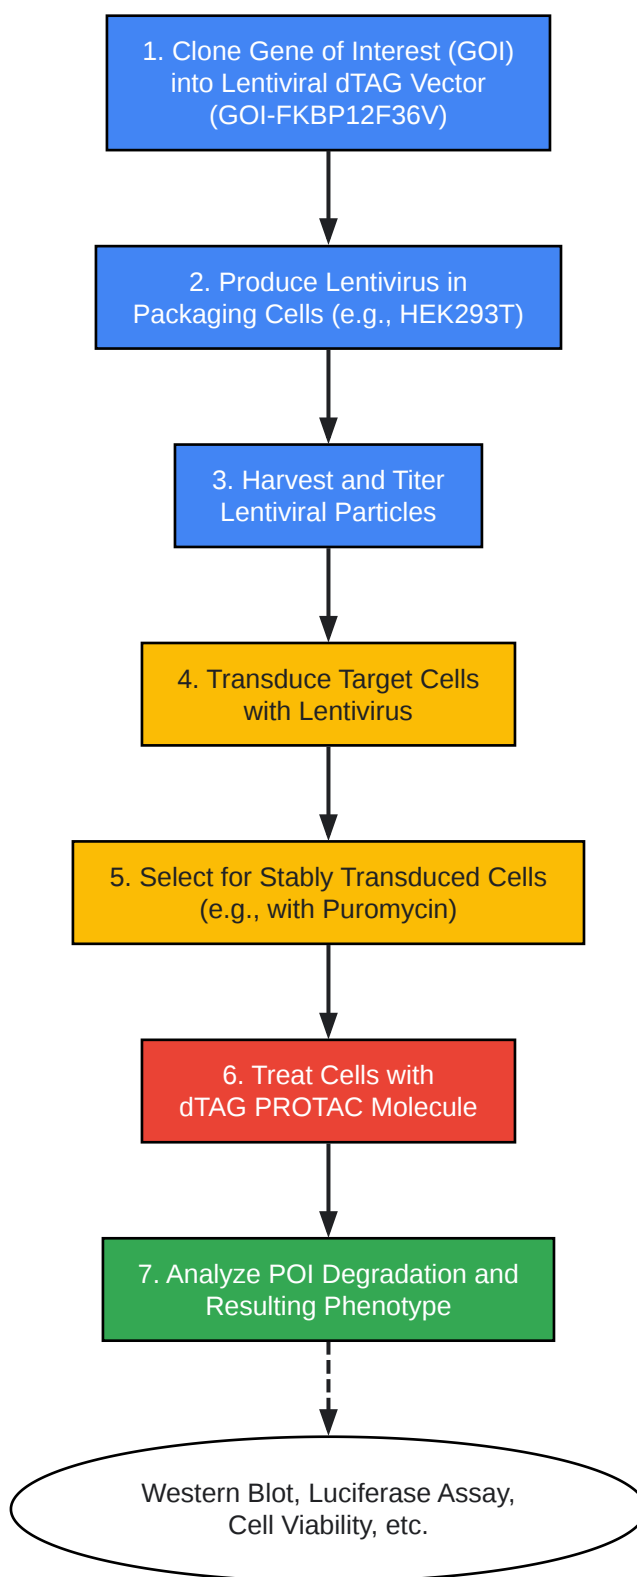 1. Clone Gene of Interest (GOI)
into Lentiviral dTAG Vector
(GOI-FKBP12F36V)
2. Produce Lentivirus in
Packaging Cells (e.g., HEK293T)
3. Harvest and Titer
Lentiviral Particles
4. Transduce Target Cells
with Lentivirus
5. Select for Stably Transduced Cells
(e.g., with Puromycin)
6. Treat Cells with
dTAG PROTAC Molecule
7. Analyze POI Degradation and
Resulting Phenotype
Western Blot, Luciferase Assay,
Cell Viability, etc.